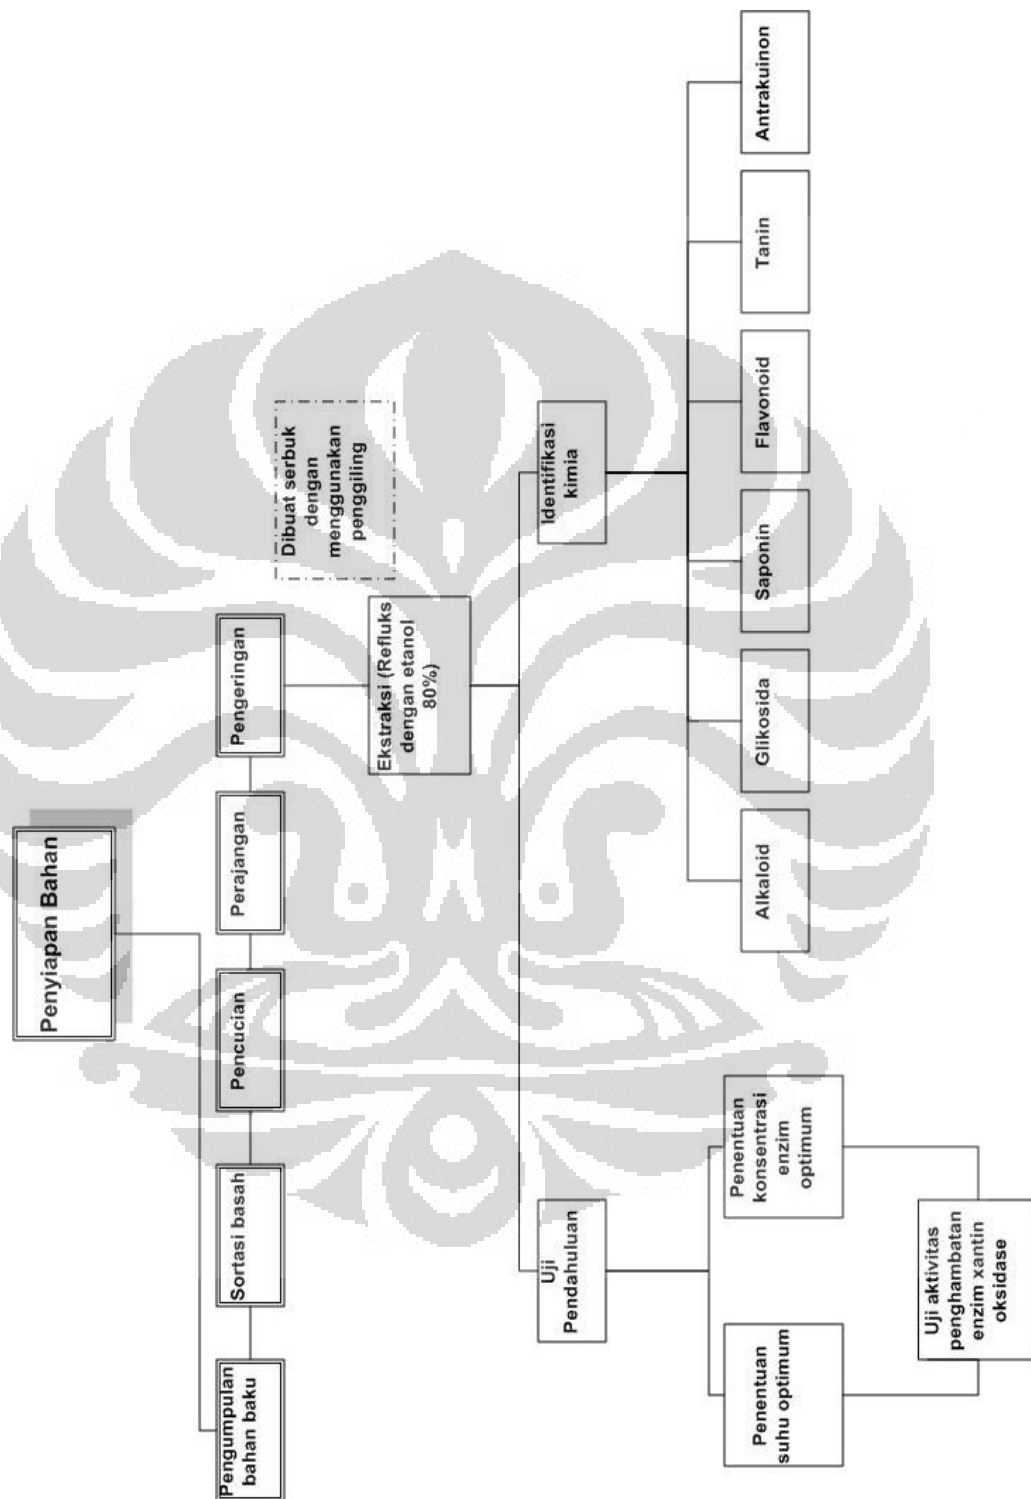 Penyiapan Bahan
Pengumpulan
bahan baku
Sortasi basah
Pencucian
Perajangan
Pengeringan
Dibuat serbuk
dengan
menggunakan
penggiling
Ekstraksi (Refluks
dengan etanol
80%)
Uji
Pendahuluan
Identifikasi
kimia
Penentuan
suhu optimum
Penentuan
konsentrasi
enzim
optimum
Alkaloid
Glikosida
Saponin
Flavonoid
Tanin
Antrakuinon
Uji aktivitas
penghambatan
enzim xantin
oksidase